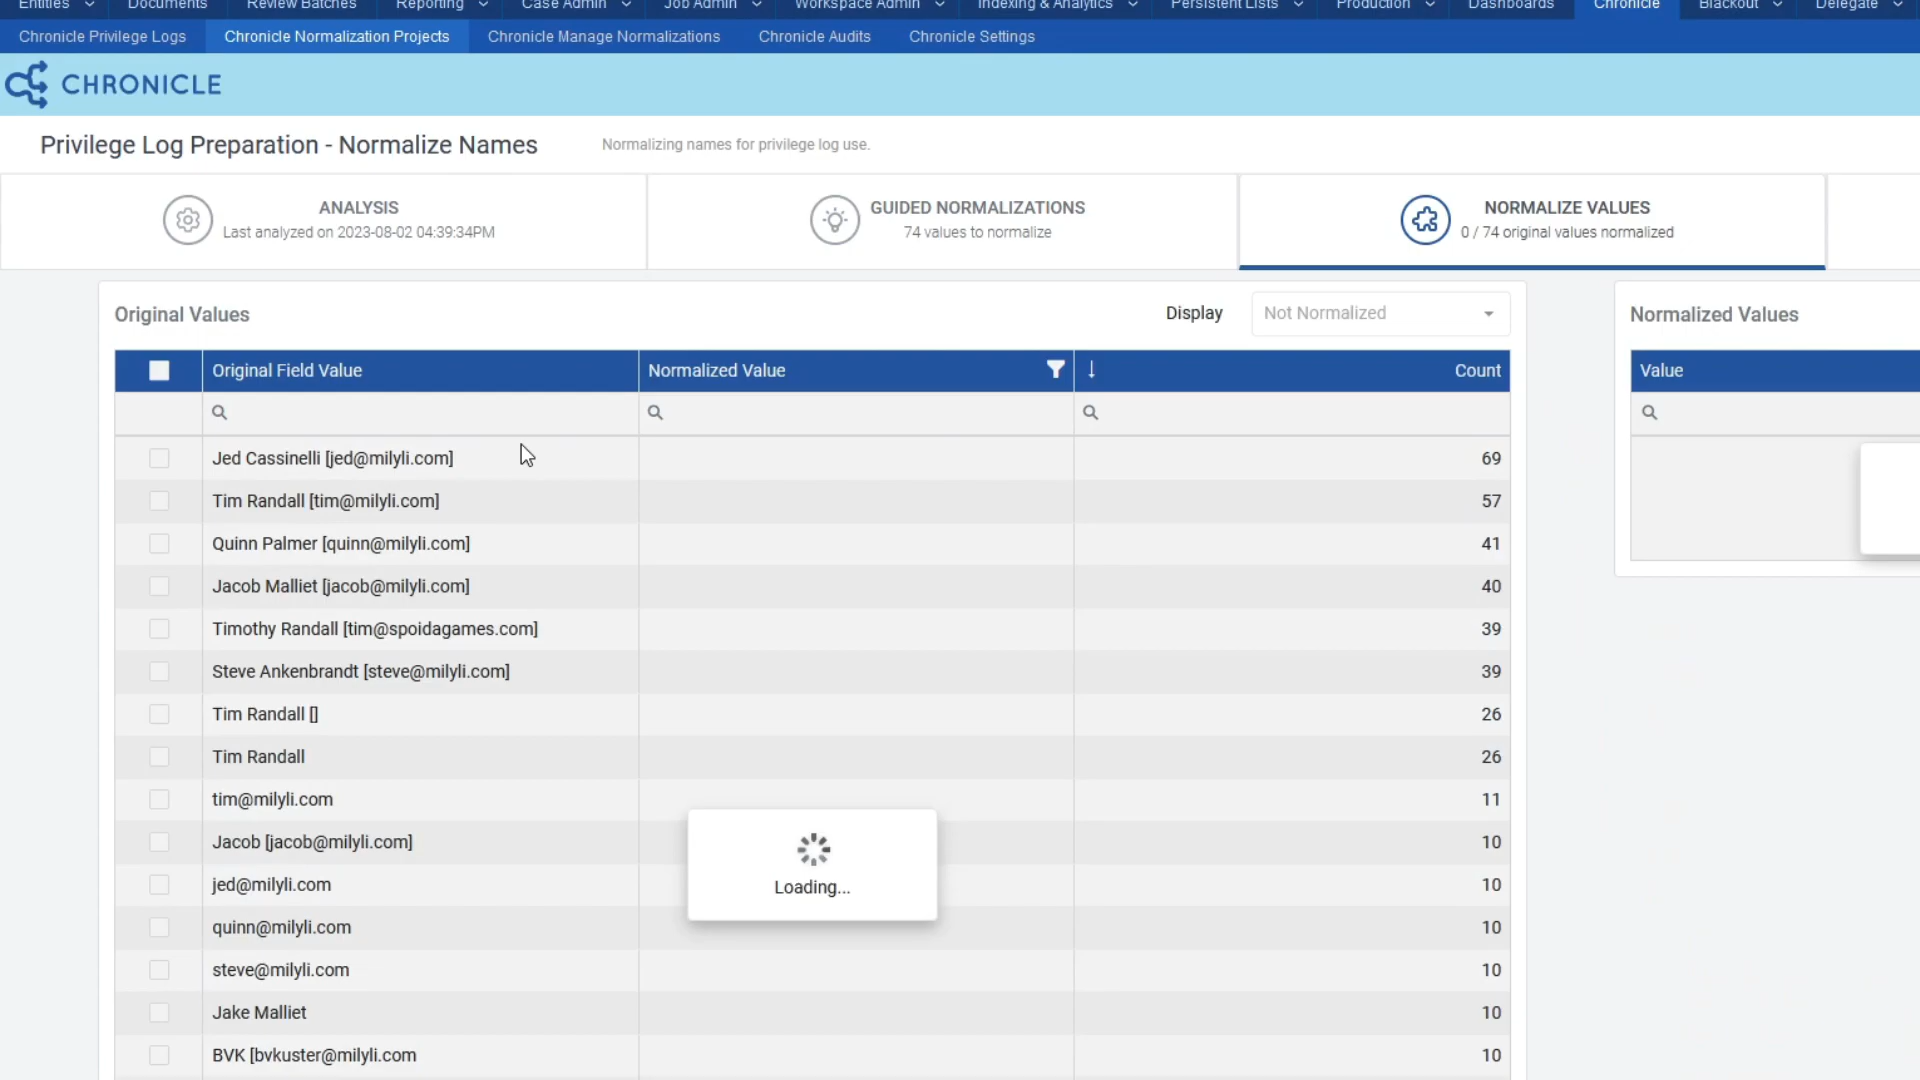 Entities Documents Review Batches Reporting Case Admin Job Admin Workspace Admin Indexing & Analytics Persistent Lists Production Dashboards Chronicle Blackout Delegate
Chronicle Privilege Logs Chronicle Normalization Projects Chronicle Manage Normalizations Chronicle Audits Chronicle Settings
CHRONICLE
Privilege Log Preparation - Normalize Names Normalizing names for privilege log use.
ANALYSIS
Last analyzed on 2023-08-02 04:39:34PM
GUIDED NORMALIZATIONS
74 values to normalize
NORMALIZE VALUES
0 / 74 original values normalized
Original Values Display Not Normalized
Original Field Value Normalized Value Count
Jed Cassinelli [jed@milyli.com] 69
Tim Randall [tim@milyli.com] 57
Quinn Palmer [quinn@milyli.com] 41
Jacob Malliet [jacob@milyli.com] 40
Timothy Randall [tim@spoidagames.com] 39
Steve Ankenbrandt [steve@milyli.com] 39
Tim Randall [] 26
Tim Randall 26
tim@milyli.com 11
Jacob [jacob@milyli.com] 10
jed@milyli.com 10
quinn@milyli.com 10
steve@milyli.com 10
Jake Malliet 10
BVK [bvkuster@milyli.com 10
Loading...
Normalized Values
Value